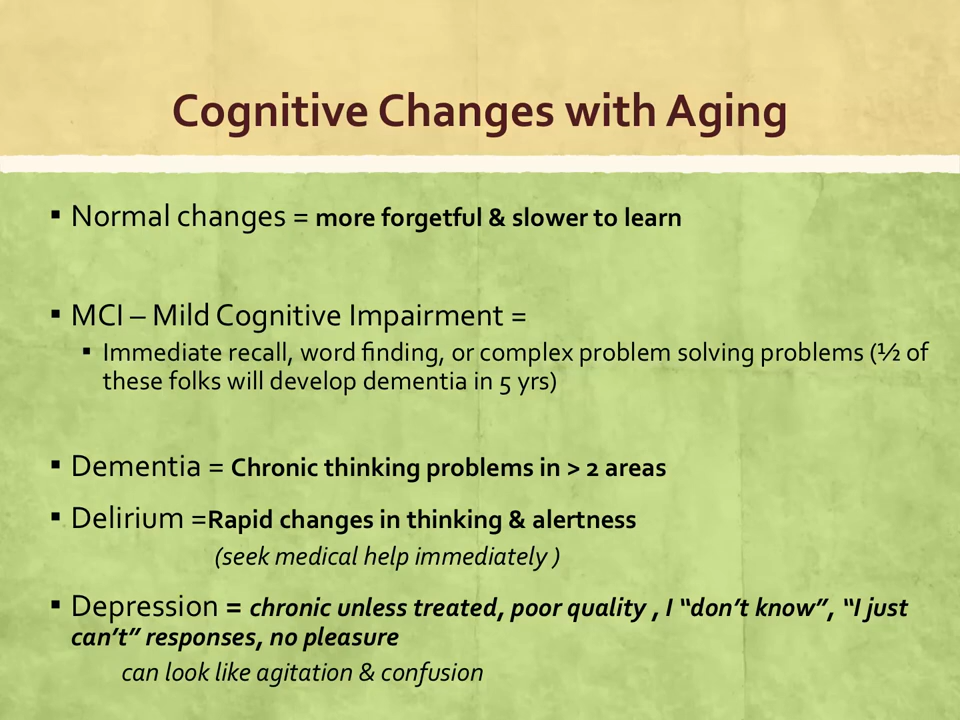 Cognitive Changes with Aging
▪ Normal changes = more forgetful & slower to learn
▪ MCI – Mild Cognitive Impairment =
▪ Immediate recall, word finding, or complex problem solving problems (½ of
these folks will develop dementia in 5 yrs)
▪ Dementia = Chronic thinking problems in > 2 areas
▪ Delirium =Rapid changes in thinking & alertness
(seek medical help immediately )
▪ Depression = chronic unless treated, poor quality , I “don’t know”, “I just
can’t” responses, no pleasure
can look like agitation & confusion